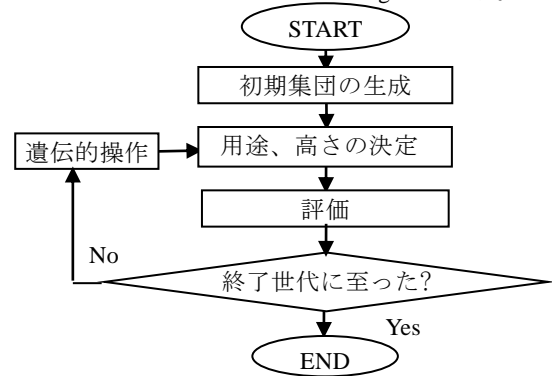 START
初期集団の生成
遺伝的操作
用途、高さの決定
評価
No
終了世代に至った?
Yes
END